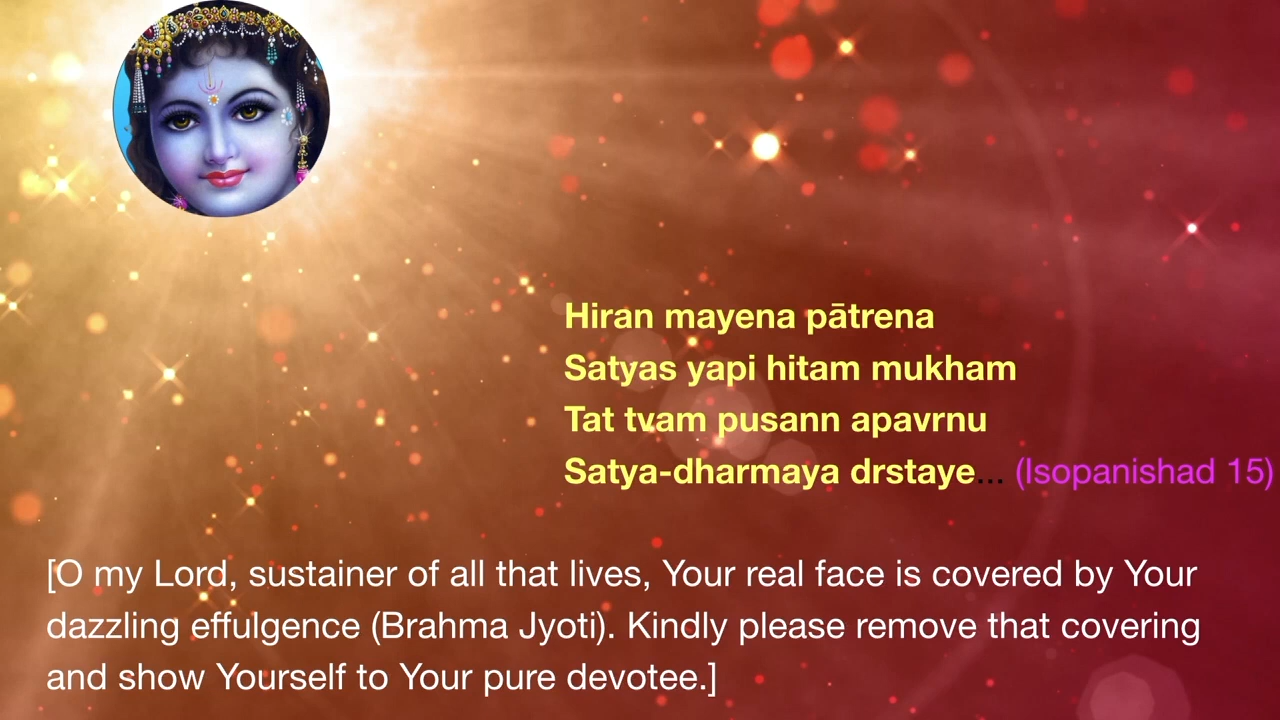 Hiran mayena pātrena
Satyas yapi hitam mukham
Tat tvam pusann apavrnu
Satya-dharmaya drstaye... (Isopanishad 15)
[O my Lord, sustainer of all that lives, Your real face is covered by Your
dazzling effulgence (Brahma Jyoti). Kindly please remove that covering
and show Yourself to Your pure devotee.]